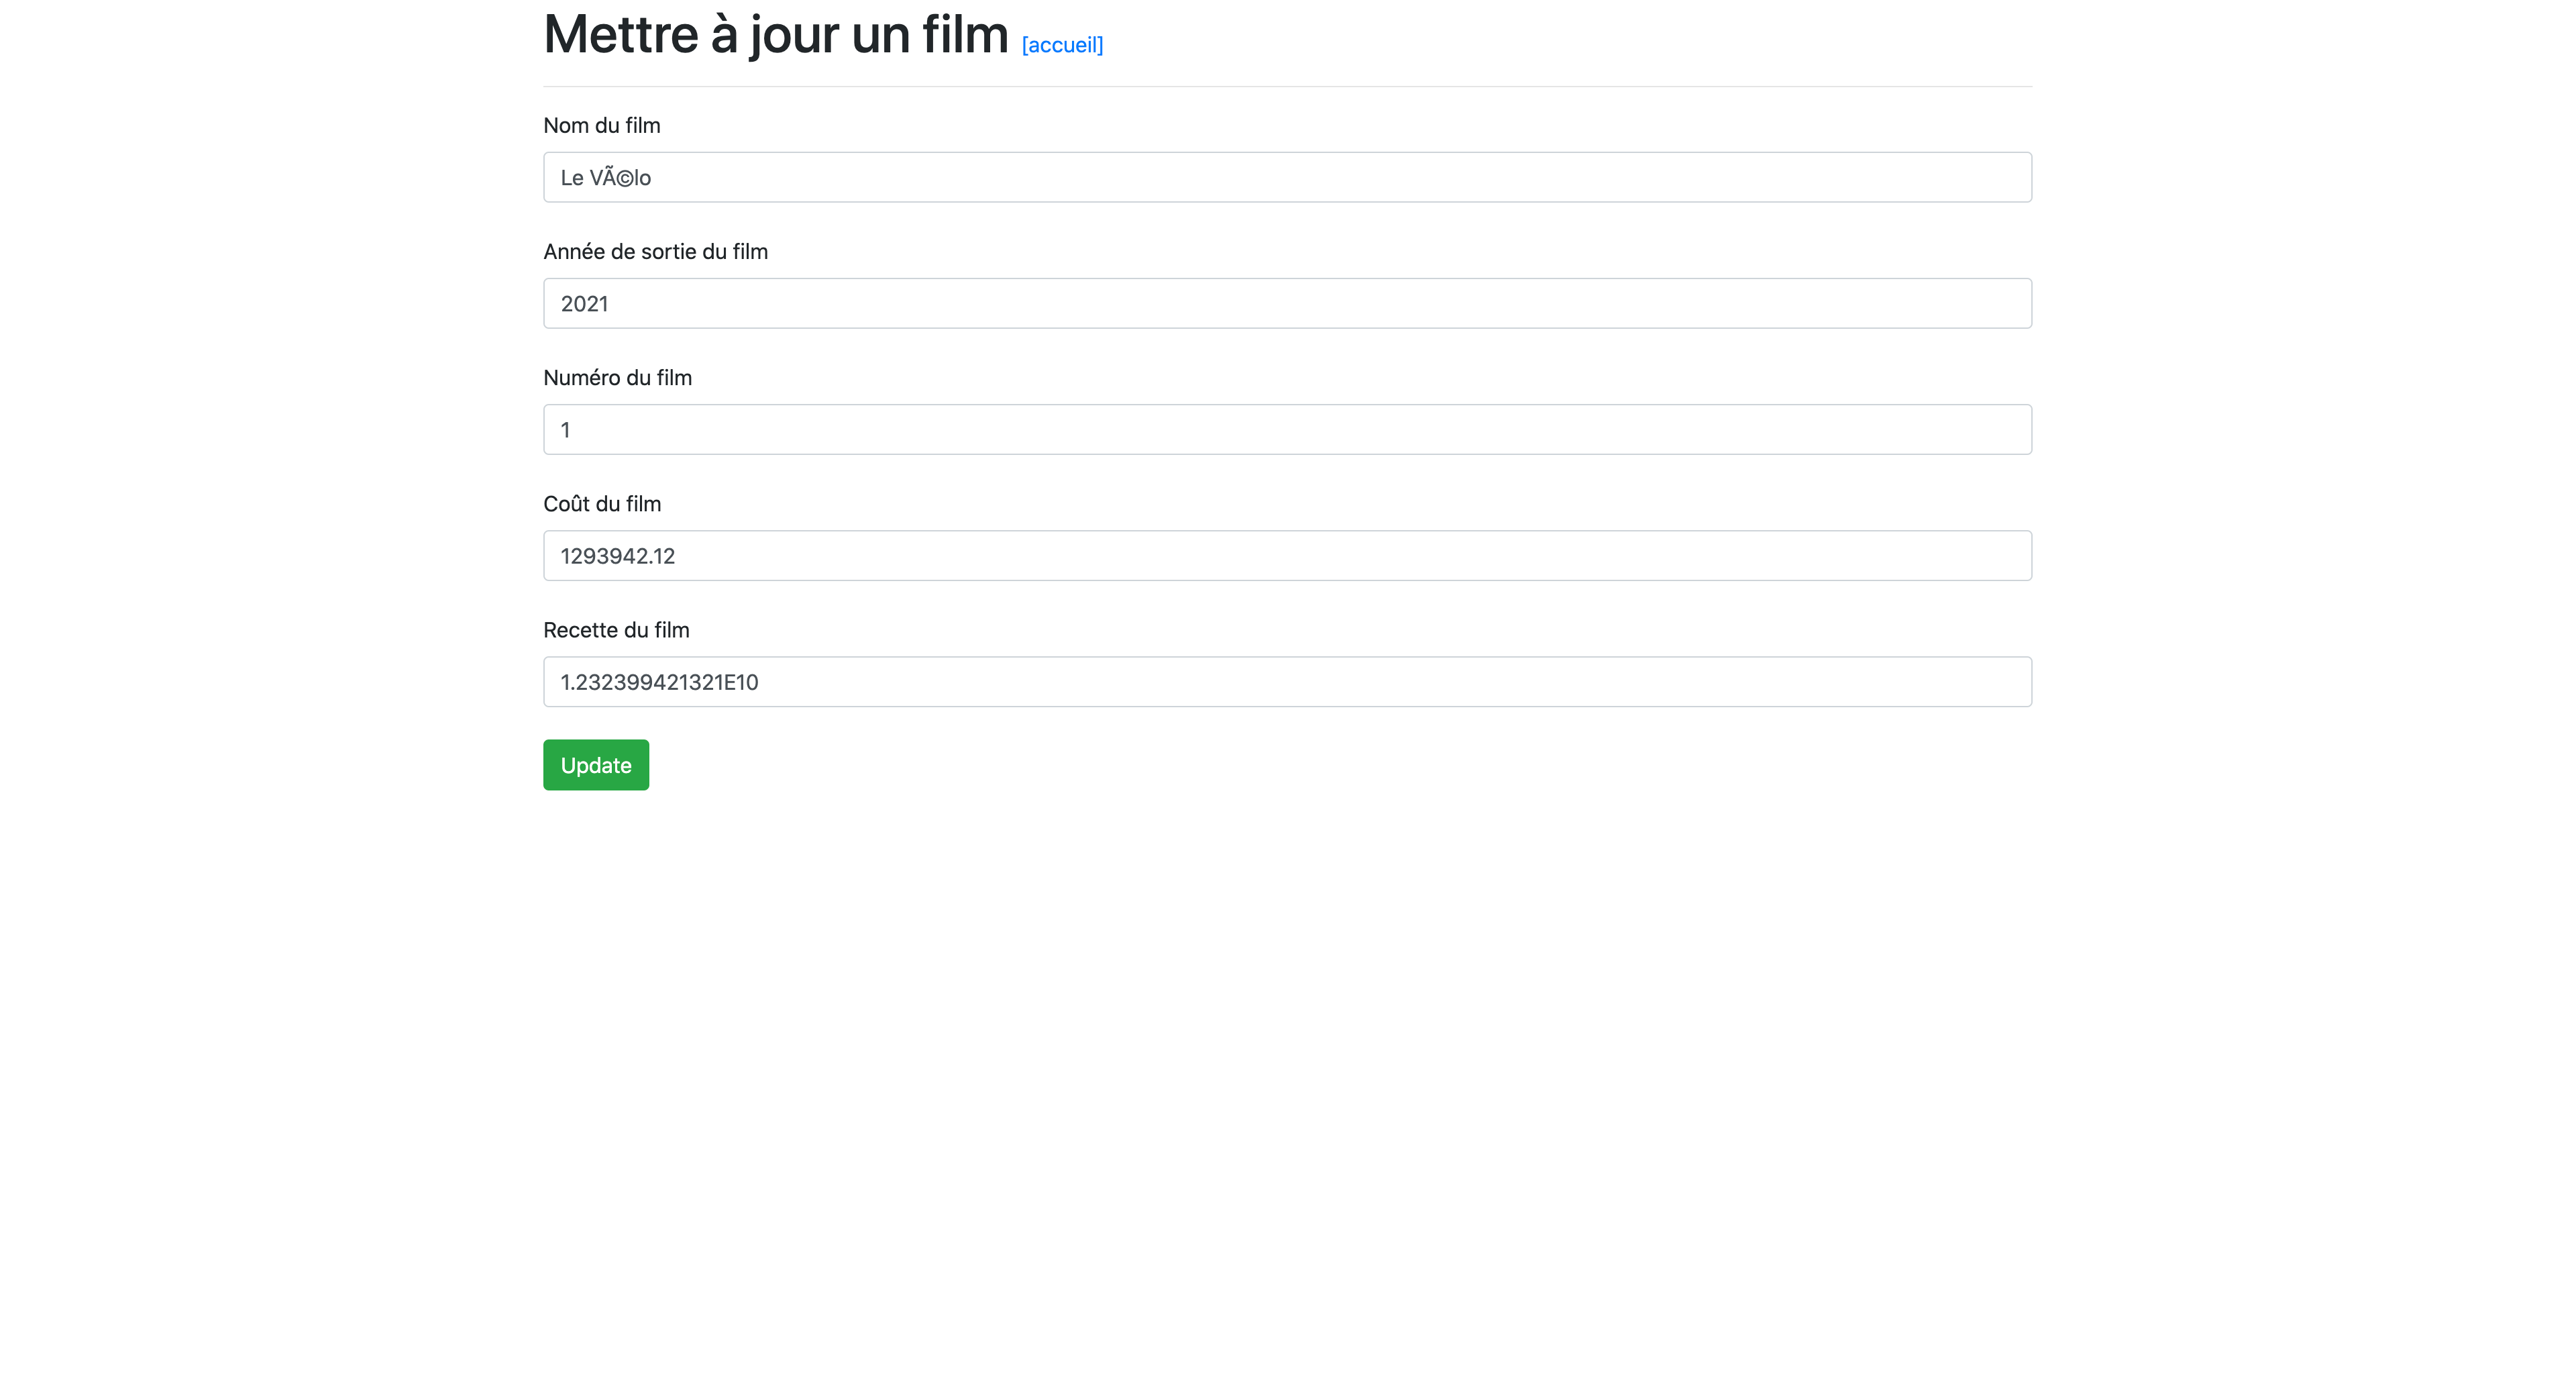 Mettre à jour un film [accueil]
Nom du film
Le VÃ©lo
Année de sortie du film
2021
Numéro du film
1
Coût du film
1293942.12
Recette du film
1.232399421321E10
Update